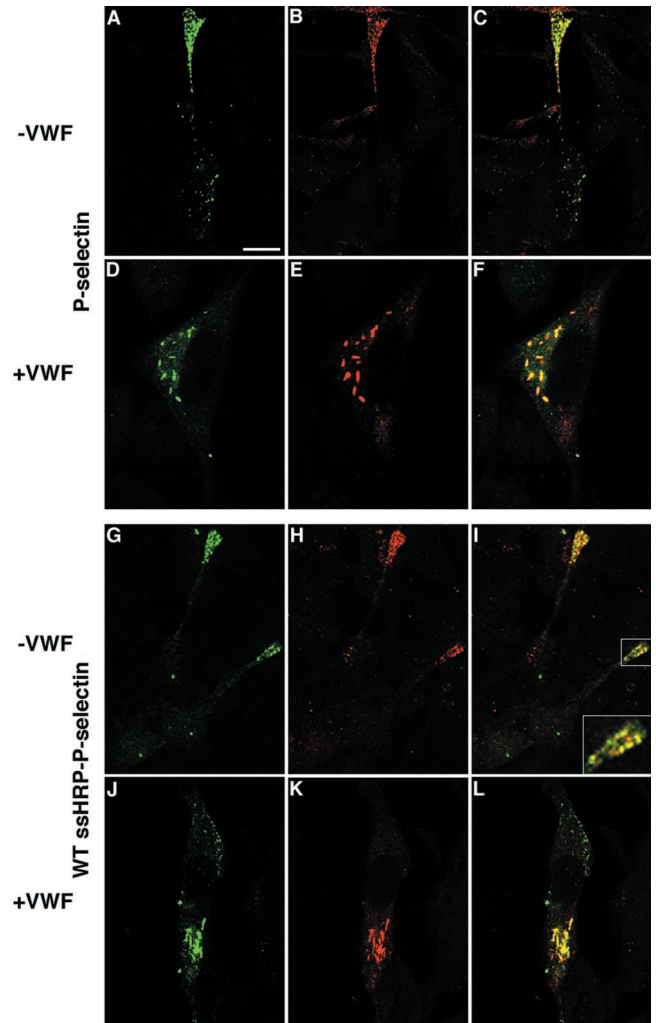 A B C
-VWF
P-selectin
D E F
+VWF
G H I
-VWF
WT ssHRP-P-selectin
J K L
+VWF